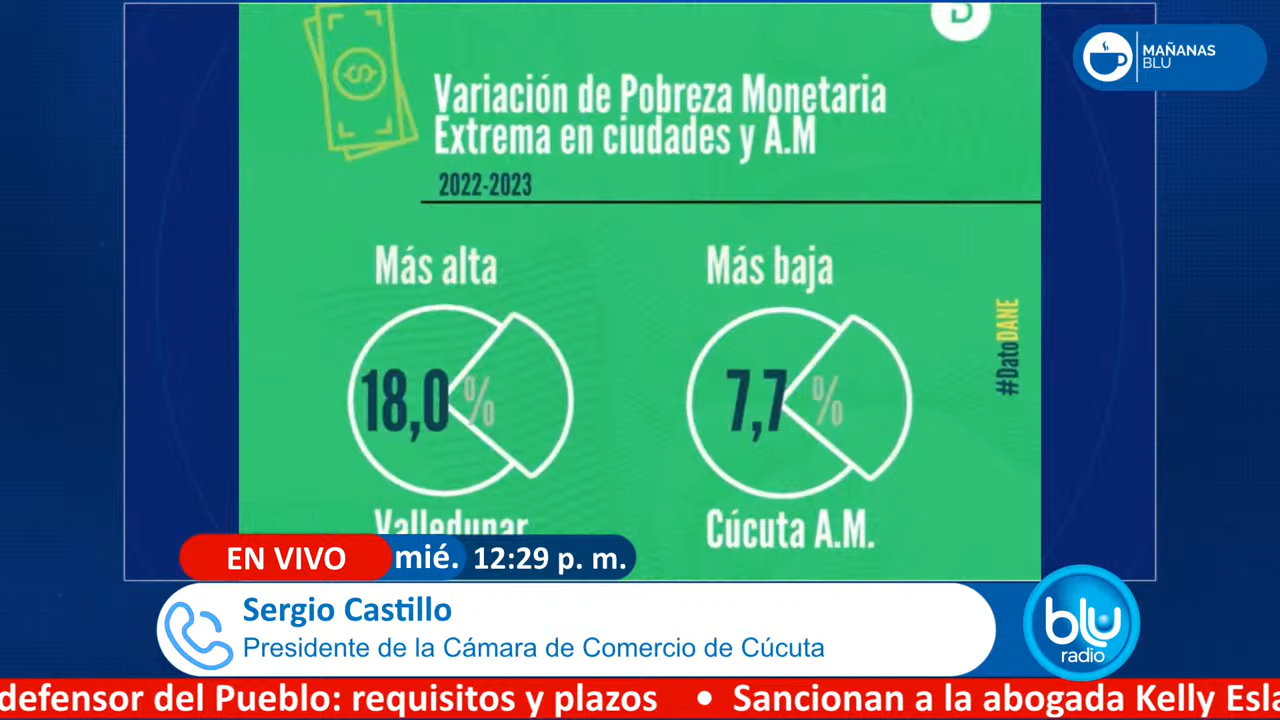 MAÑANAS
BLU
Variación de Pobreza Monetaria
Extrema en ciudades y A.M
2022-2023
Más alta
Más baja
18,0 %
7,7 %
#DatoDANE
Valledupar
Cúcuta A.M.
EN VIVO mié. 12:29 p. m.
Sergio Castillo
Presidente de la Cámara de Comercio de Cúcuta
blu
radio
defensor del Pueblo: requisitos y plazos • Sancionan a la abogada Kelly Esla